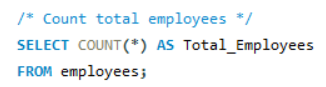 /* Count total employees */
SELECT COUNT(*) AS Total_Employees
FROM employees;